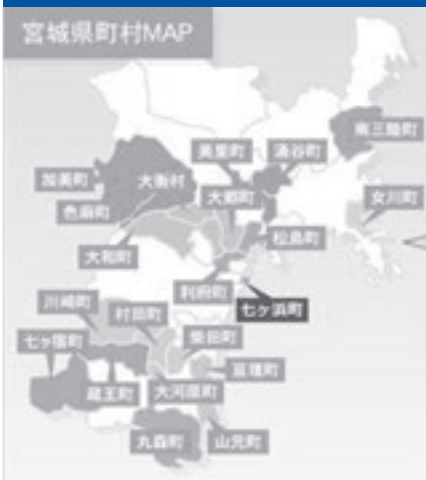 宮城県町村MAP
南三陸町
美里町
涌谷町
加美町
大衡村
大郷町
女川町
色麻町
松島町
大和町
利府町
七ヶ浜町
川崎町
村田町
柴田町
七ヶ宿町
亘理町
蔵王町
大河原町
丸森町
山元町